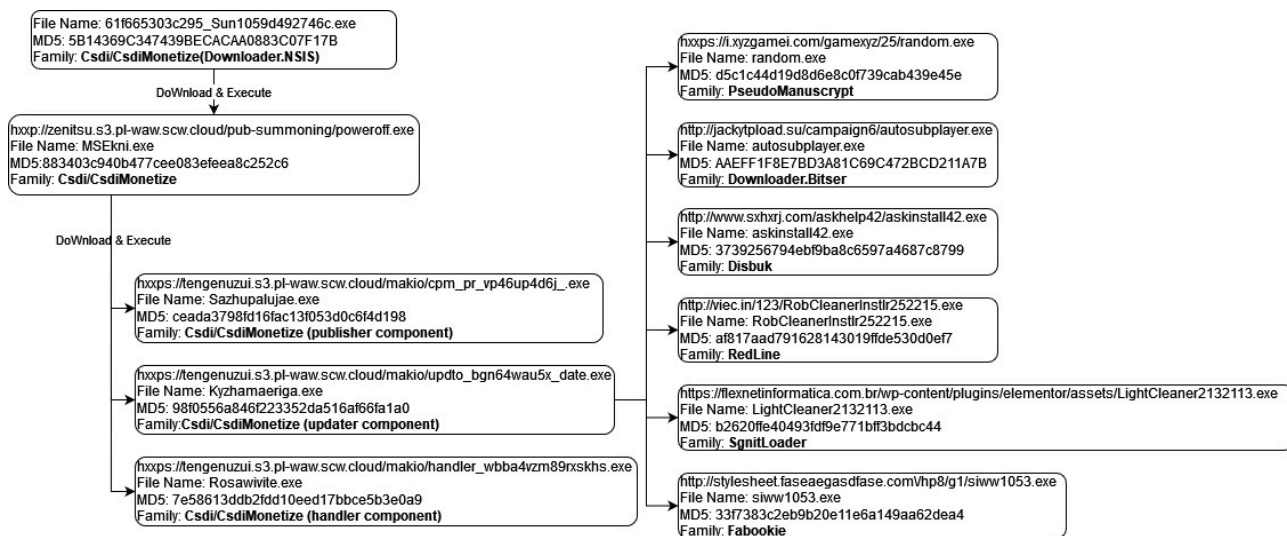 File Name: 61f665303c295_Sun1059d492746c.exe
MD5: 5B14369C347439BECACAA0883C07F17B
Family: Csdi/CsdiMonetize(Downloader.NSIS)
DoWnload & Execute
hxxp://zenitsu.s3.pl-waw.scw.cloud/pub-summoning/poweroff.exe
File Name: MSEkni.exe
MD5:883403c940b477cee083efeea8c252c6
Family: Csdi/CsdiMonetize
DoWnload & Execute
hxxps://tengenuzui.s3.pl-waw.scw.cloud/makio/cpm_pr_vp46up4d6j_.exe
File Name: Sazhupalujae.exe
MD5: ceada3798fd16fac13f053d0c6f4d198
Family: Csdi/CsdiMonetize (publisher component)
hxxps://tengenuzui.s3.pl-waw.scw.cloud/makio/updto_bgn64wau5x_date.exe
File Name: Kyzhamaeriga.exe
MD5: 98f0556a846f223352da516af66fa1a0
Family:Csdi/CsdiMonetize (updater component)
hxxps://tengenuzui.s3.pl-waw.scw.cloud/makio/handler_wbba4vzm89rxskhs.exe
File Name: Rosawivite.exe
MD5: 7e58613ddb2fdd10eed17bbce5b3e0a9
Family: Csdi/CsdiMonetize (handler component)
hxxps://i.xyzgamei.com/gamexyz/25/random.exe
File Name: random.exe
MD5: d5c1c44d19d8d6e8c0f739cab439e45e
Family: PseudoManuscrypt
http://jackytpload.su/campaign6/autosubplayer.exe
File Name: autosubplayer.exe
MD5: AAEFF1F8E7BD3A81C69C472BCD211A7B
Family: Downloader.Bitser
http://www.sxhxrj.com/askhelp42/askinstall42.exe
File Name: askinstall42.exe
MD5: 3739256794ebf9ba8c6597a4687c8799
Family: Disbuk
http://viec.in/123/RobCleanerInstlr252215.exe
File Name: RobCleanerInstlr252215.exe
MD5: af817aad791628143019ffde530d0ef7
Family: RedLine
https://flexnetinformatica.com.br/wp-content/plugins/elementor/assets/LightCleaner2132113.exe
File Name: LightCleaner2132113.exe
MD5: b2620ffe40493fdf9e771bff3bdcbc44
Family: SgnitLoader
http://stylesheet.faseaegasdfase.com\/hp8/g1/siww1053.exe
File Name: siww1053.exe
MD5: 33f7383c2eb9b20e11e6a149aa62dea4
Family: Fabookie